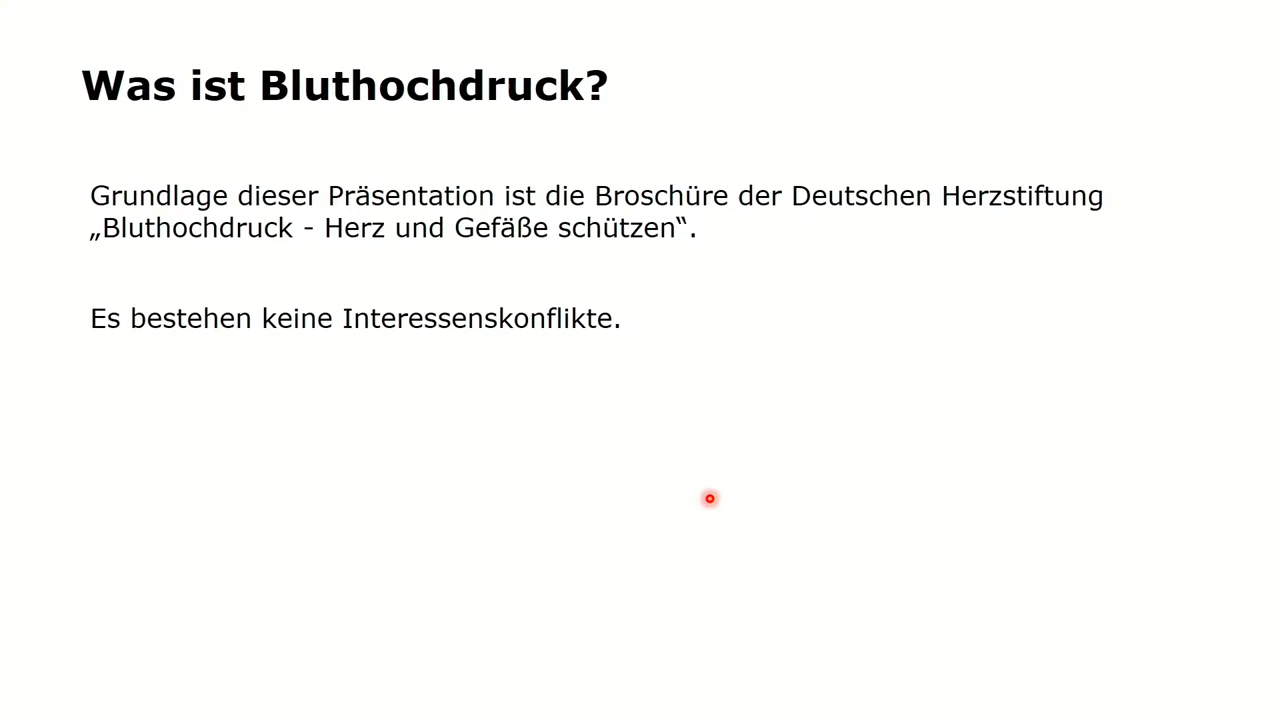 Was ist Bluthochdruck?
Grundlage dieser Präsentation ist die Broschüre der Deutschen Herzstiftung
„Bluthochdruck - Herz und Gefäße schützen“.
Es bestehen keine Interessenskonflikte.